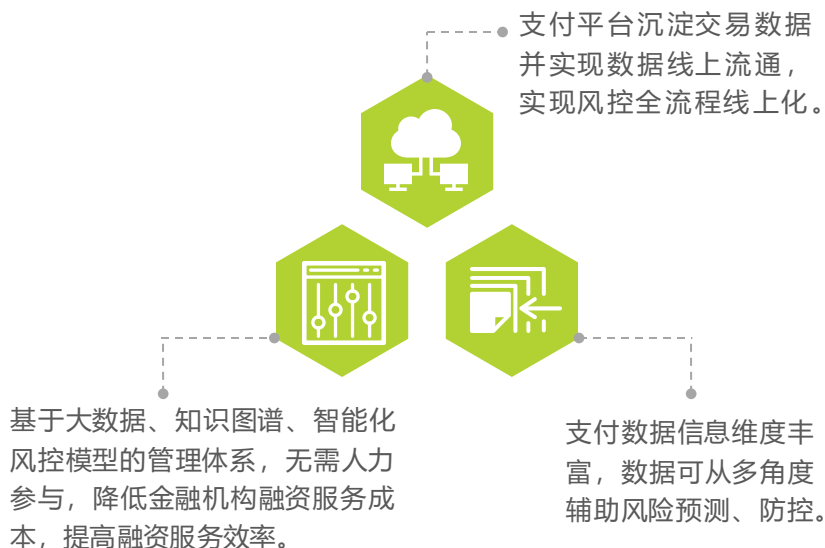 支付平台沉淀交易数据
并实现数据线上流通，
实现风控全流程线上化。
基于大数据、知识图谱、智能化
风控模型的管理体系，无需人力
参与，降低金融机构融资服务成
本，提高融资服务效率。
支付数据信息维度丰
富，数据可从多角度
辅助风险预测、防控。